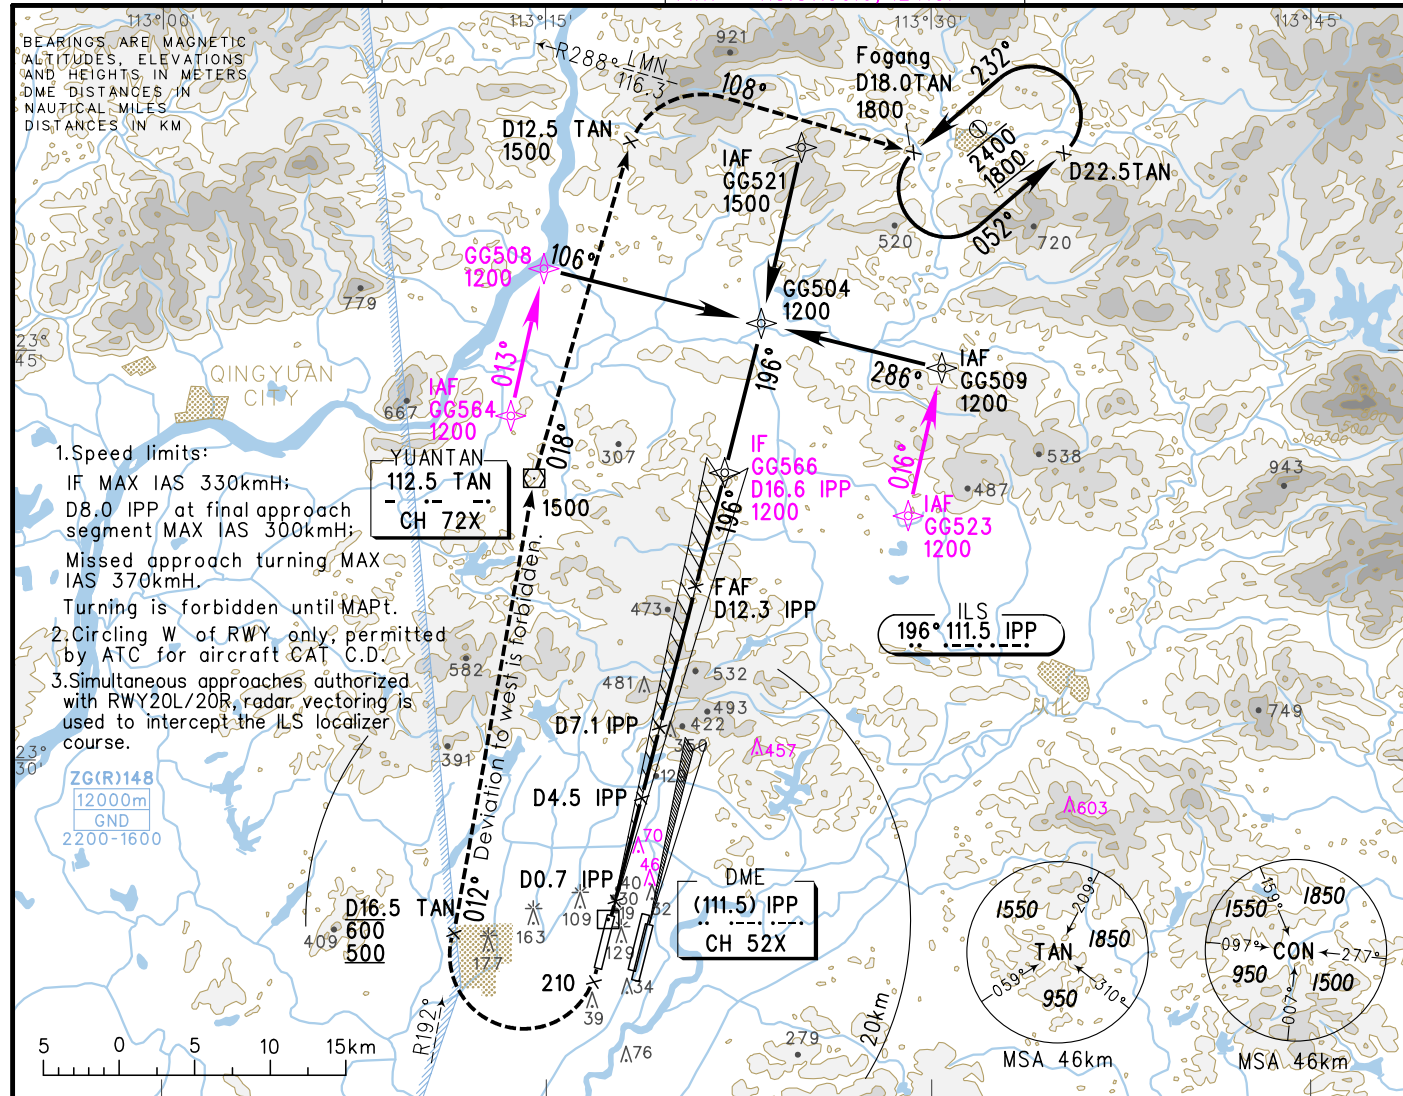 113°00'
113°15'
113°30'
113°45'
BEARINGS ARE MAGNETIC
ALTITUDES, ELEVATIONS
AND HEIGHTS IN METERS
DME DISTANCES IN
NAUTICAL MILES
DISTANCES IN KM
R288° LMN
116.3
921
108°
Fogang
D18.0TAN
1800
232°
①
2400
1800
D22.5TAN
052°
520
720
D12.5 TAN
1500
IAF
GG521
1500
GG508
1200
106°
GG504
1200
779
23°
45'
QINGYUAN
CITY
667
IAF
GG564
1200
013°
196°
286°
IAF
GG509
1200
1.Speed limits:
IF MAX IAS 330kmH;
D8.0 IPP at final approach
segment MAX IAS 300kmH;
Missed approach turning MAX
IAS 370kmH.
Turning is forbidden until MAPt.
2.Circling W of RWY only, permitted
by ATC for aircraft CAT C.D.
3.Simultaneous approaches authorized
with RWY20L/20R, radar vectoring is
used to intercept the ILS localizer
course.
YUANTAN
112.5 TAN
CH 72X
018°
1500
307
IF
GG566
D16.6 IPP
1200
196°
016°
IAF
GG523
1200
487
538
943
500
300
FAF
D12.3 IPP
473
ILS
196° 111.5 IPP
582
481
532
493
422
D7.1 IPP
457
749
391
23°
30'
ZG(R)148
12000m
GND
2200-1600
Deviation to west is forbidden.
012°
D4.5 IPP
603
70
46
40
30
19
32
D0.7 IPP
109
163
129
177
D16.5 TAN
600
500
409
DME
(111.5) IPP
CH 52X
210
34
39
76
279
20km
R192°
5 0 5 10 15km
1550
209°
TAN
1850
059°
310°
950
MSA 46km
159°
1550
1850
097°
CON
277°
950
1500
007°
MSA 46km